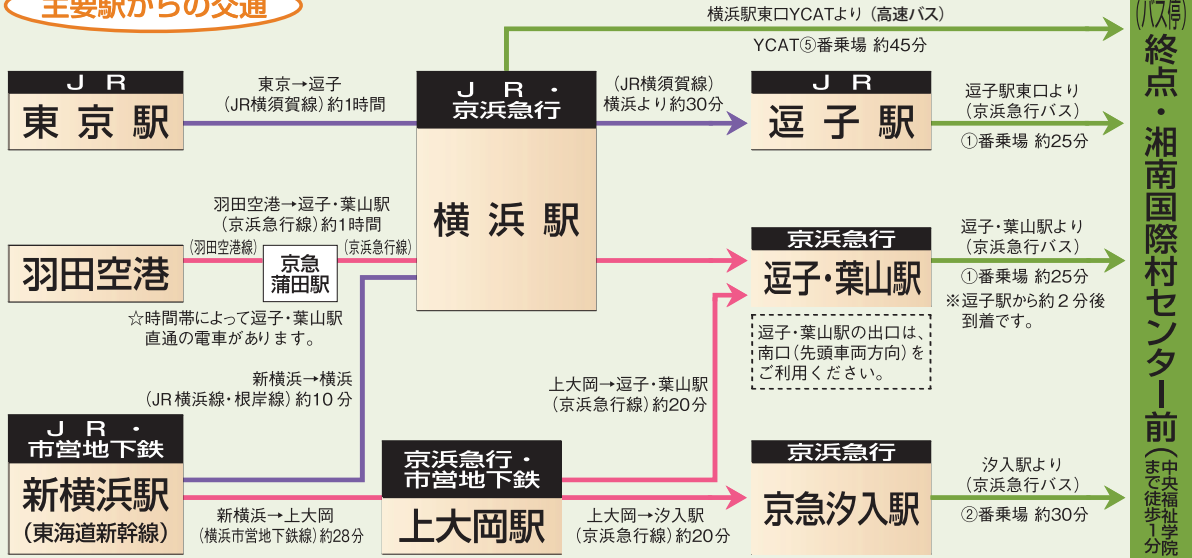 主要駅からの交通
横浜駅東口YCATより（高速バス）
YCAT⑤番乗場 約45分
JR
東京駅
東京→逗子
（JR横須賀線）約1時間
JR・
京浜急行
横浜駅
（JR横須賀線）
横浜より約30分
JR
逗子駅
逗子駅東口より
（京浜急行バス）
①番乗場 約25分
羽田空港
羽田空港→逗子・葉山駅
（京浜急行線）約1時間
（羽田空港線）
京急
蒲田駅
（京浜急行線）
☆時間帯によって逗子・葉山駅
直通の電車があります。
京浜急行
逗子・葉山駅
逗子・葉山駅より
（京浜急行バス）
①番乗場 約25分
※逗子駅から約2分後
到着です。
逗子・葉山駅の出口は、
南口（先頭車両方向）を
ご利用ください。
新横浜→横浜
（JR横浜線・根岸線）約10分
上大岡→逗子・葉山駅
（京浜急行線）約20分
JR・
市営地下鉄
新横浜駅
（東海道新幹線）
新横浜→上大岡
（横浜市営地下鉄線）約28分
京浜急行・
市営地下鉄
上大岡駅
上大岡→汐入駅
（京浜急行線）約20分
京浜急行
京急汐入駅
汐入駅より
（京浜急行バス）
②番乗場 約30分
（バス停）
終点・湘南国際村センター前
（中央福祉学院
まで徒歩1分